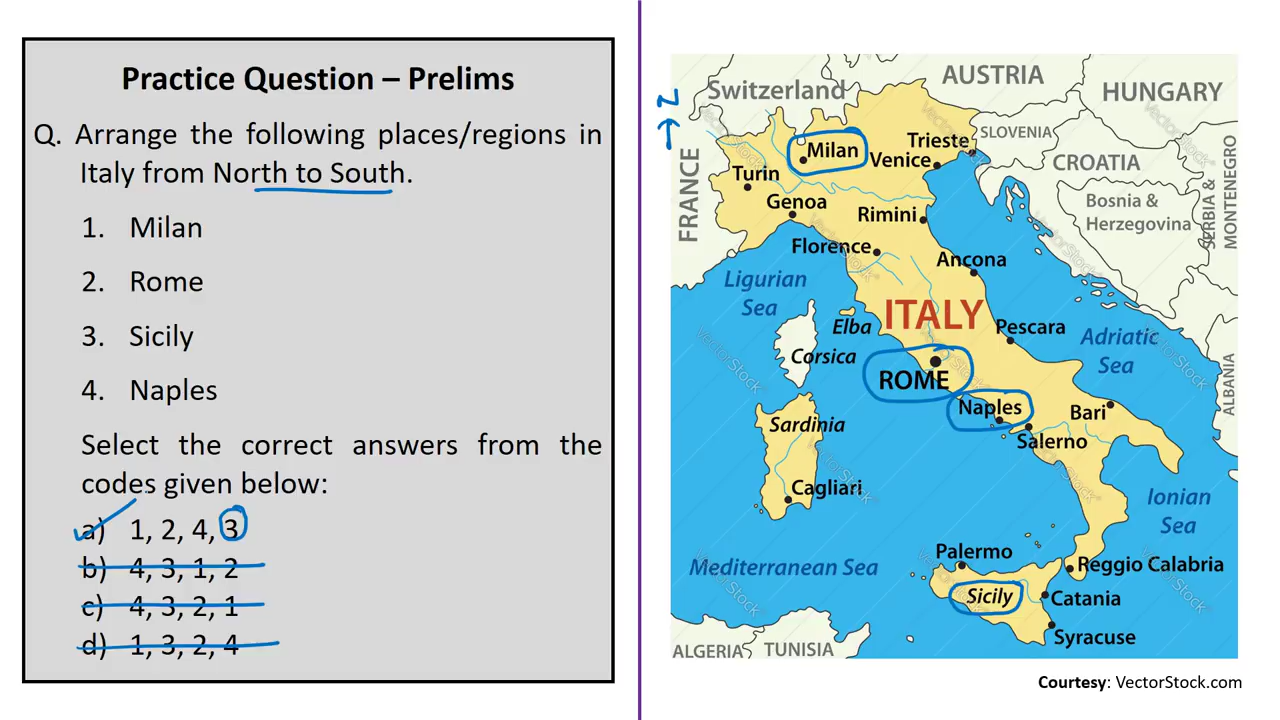 Practice Question – Prelims
Q. Arrange the following places/regions in
Italy from North to South.
1. Milan
2. Rome
3. Sicily
4. Naples
Select the correct answers from the
codes given below:
a) 1, 2, 4, 3
b) 4, 3, 1, 2
c) 4, 3, 2, 1
d) 1, 3, 2, 4
AUSTRIA
Switzerland
HUNGARY
SLOVENIA
Trieste
Milan
Venice
CROATIA
FRANCE
Turin
Genoa
Rimini
Bosnia &
Herzegovina
SERBIA &
MONTENEGRO
Florence
Ancona
Ligurian
Sea
ITALY
Elba
Pescara
Adriatic
Sea
Corsica
ROME
ALBANIA
Naples
Bari
Sardinia
Salerno
Cagliari
Ionian
Sea
Palermo
Mediterranean Sea
Reggio Calabria
Sicily
Catania
Syracuse
ALGERIA
TUNISIA
VectorStock
Courtesy: VectorStock.com